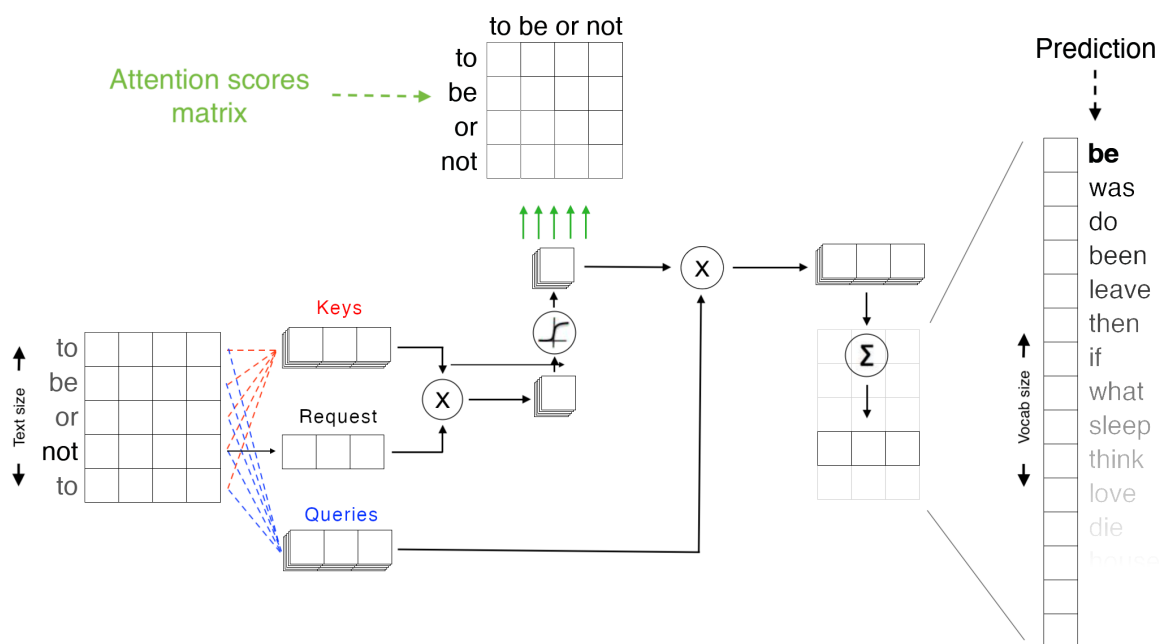 to be or not
to
be
or
not
Attention scores
matrix
Prediction
be
was
do
been
leave
then
if
what
sleep
think
love
die
house
Vocab size
Keys
Request
Queries
Text size
to
be
or
not
to
X
X
Σ